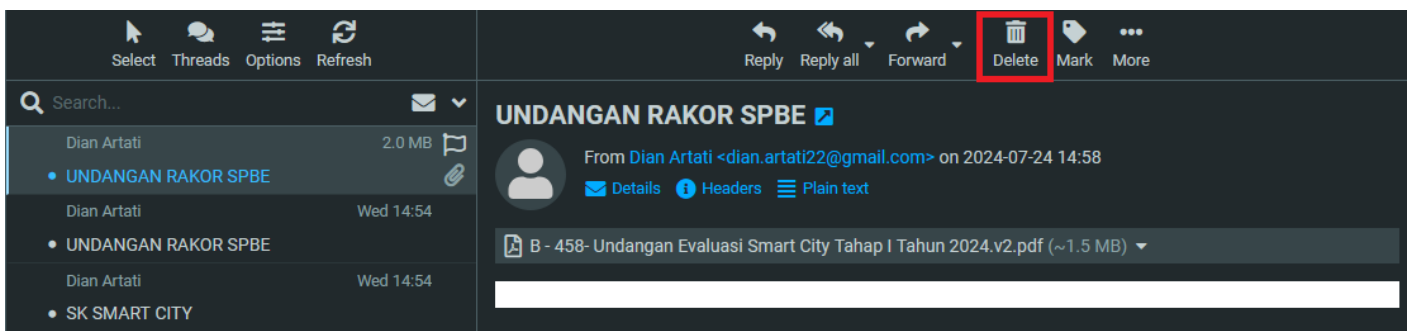 Select Threads Options Refresh
Reply Reply all Forward Delete Mark More
Search...
Dian Artati 2.0 MB
• UNDANGAN RAKOR SPBE
Dian Artati Wed 14:54
• UNDANGAN RAKOR SPBE
Dian Artati Wed 14:54
• SK SMART CITY
UNDANGAN RAKOR SPBE
From Dian Artati <dian.artati22@gmail.com> on 2024-07-24 14:58
Details Headers Plain text
B - 458- Undangan Evaluasi Smart City Tahap I Tahun 2024.v2.pdf (~1.5 MB)